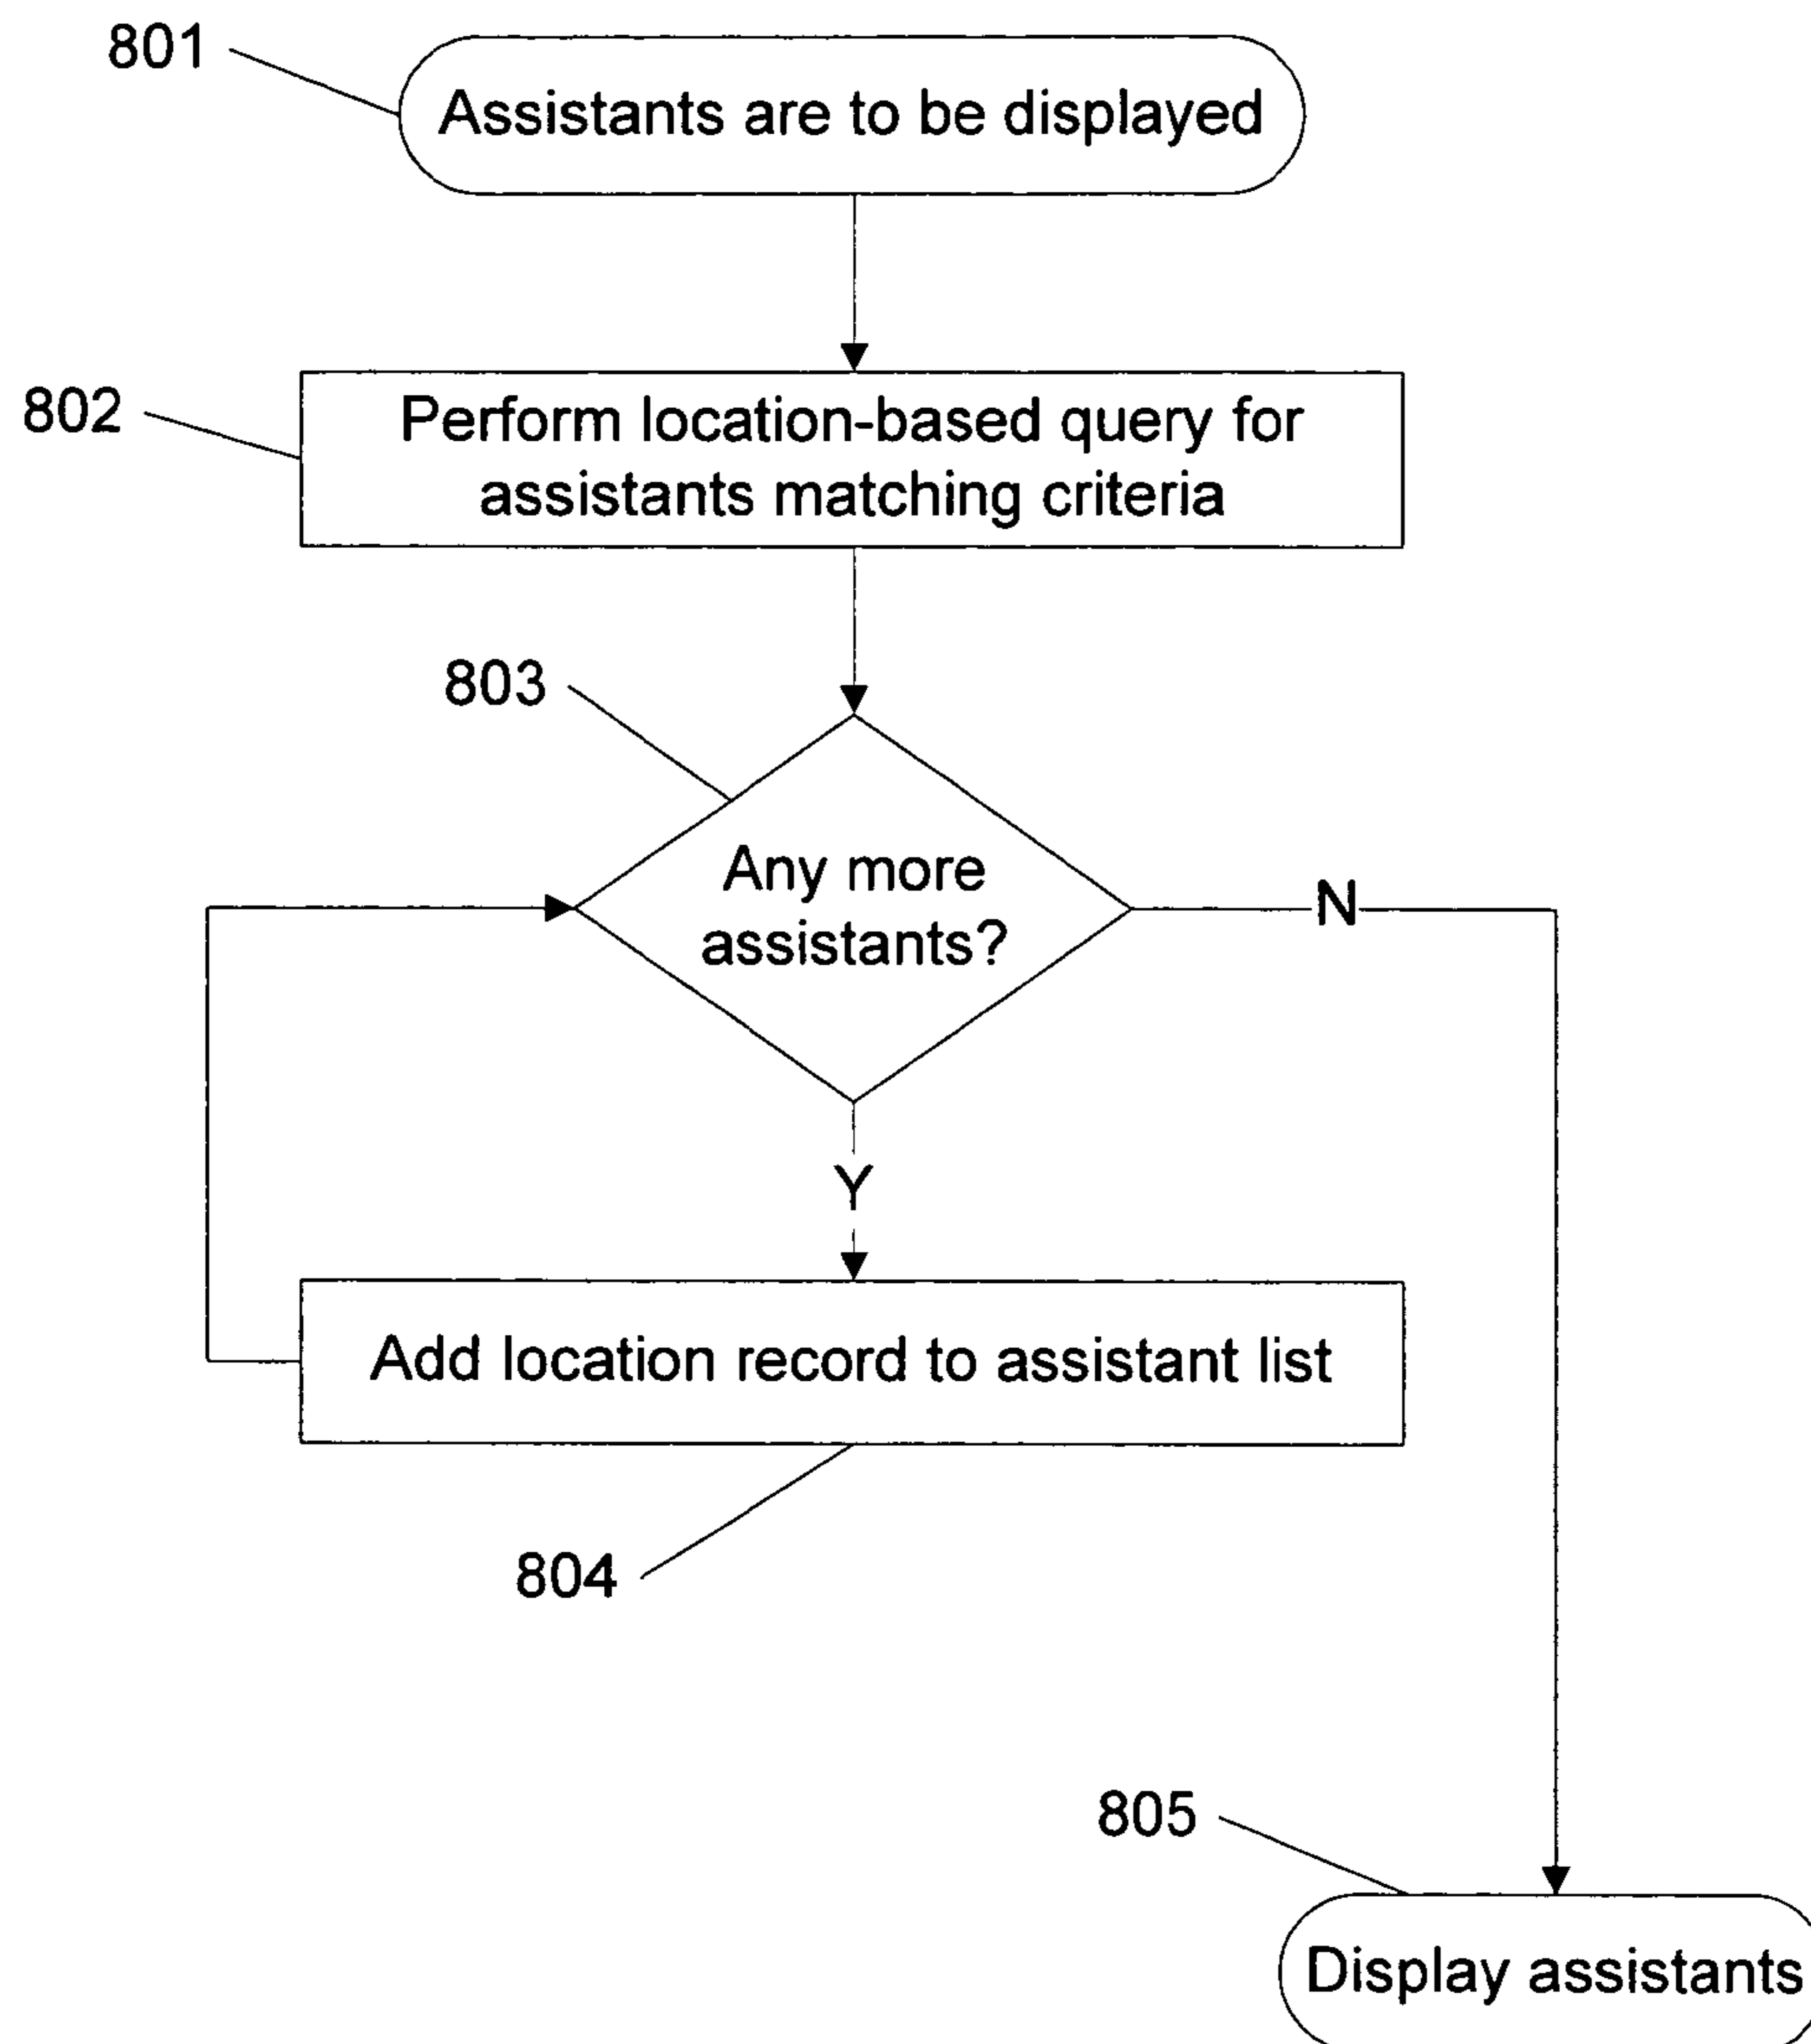 801
Assistants are to be displayed
802
Perform location-based query for
assistants matching criteria
803
Any more
assistants?
N
Y
Add location record to assistant list
804
805
Display assistants